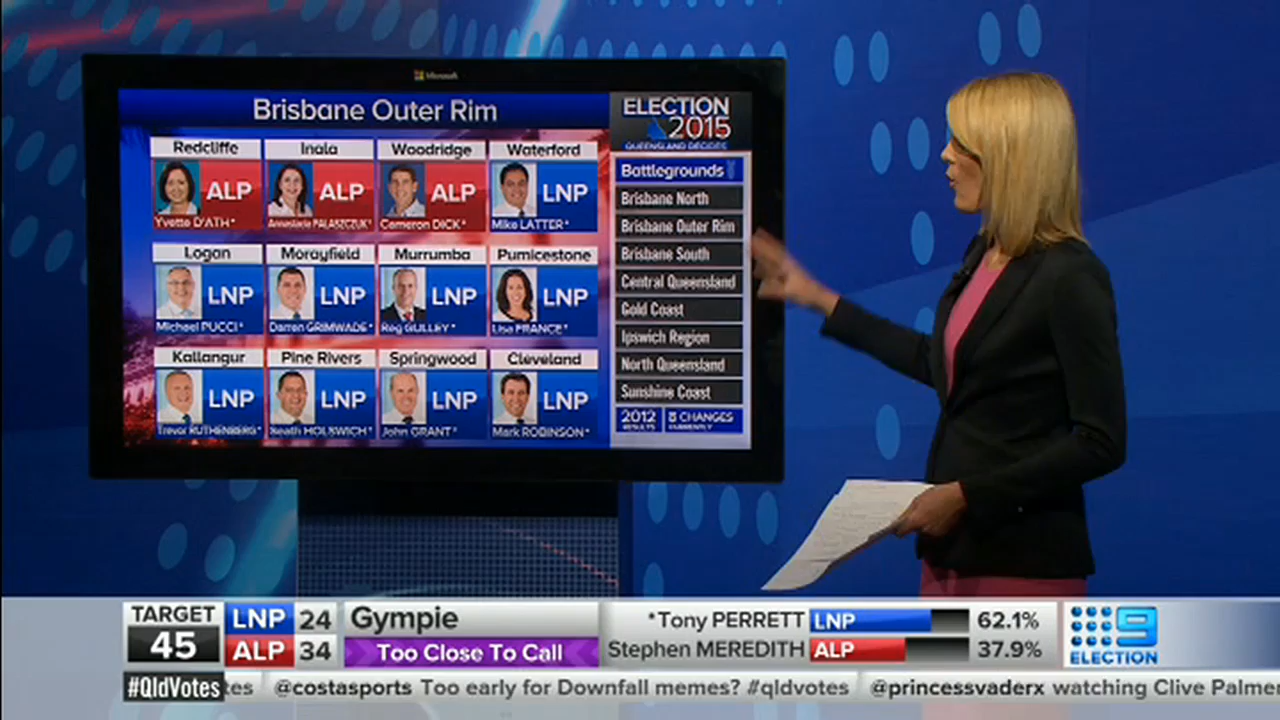 Microsoft
Brisbane Outer Rim
Redcliffe Inala Woodridge Waterford
ALP ALP ALP LNP
Yvette D'ATH* Annastacia PALASZCZUK* Cameron DICK* Mike LATTER*
Logan Morayfield Murrumba Pumicestone
LNP LNP LNP LNP
Michael PUCCI* Darren GRIMWADE* Reg GULLEY* Lisa FRANCE*
Kallangur Pine Rivers Springwood Cleveland
LNP LNP LNP LNP
Trevor RUTHENBERG* Seath HOLSWICH* John GRANT* Mark ROBINSON*
ELECTION
2015
QUEENSLAND DECIDES
Battlegrounds
Brisbane North
Brisbane Outer Rim
Brisbane South
Central Queensland
Gold Coast
Ipswich Region
North Queensland
Sunshine Coast
2012 RESULTS
8 CHANGES CURRENTLY
TARGET
45
LNP 24
ALP 34
Gympie
Too Close To Call
*Tony PERRETT LNP 62.1%
Stephen MEREDITH ALP 37.9%
9
ELECTION
#QldVotes tes @costasports Too early for Downfall memes? #qldvotes @princessvaderx watching Clive Palmer